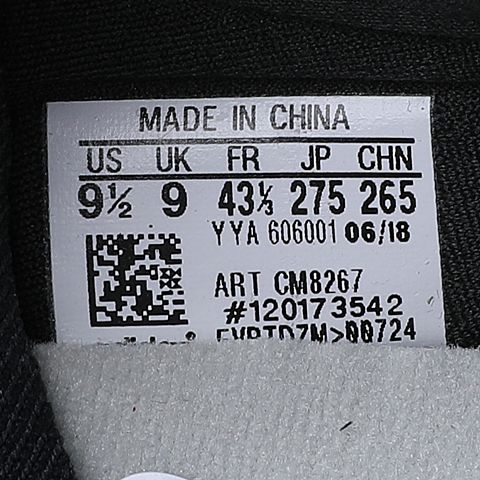 MADE IN CHINA
US UK FR JP CHN
9½ 9 43⅓ 275 265
YYA 606001 06/18
ART CM8267
#120173542